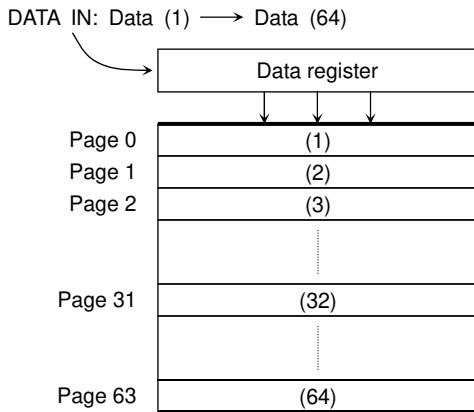 DATA IN: Data (1) ⟶ Data (64)
Data register
Page 0 (1)
Page 1 (2)
Page 2 (3)
Page 31 (32)
Page 63 (64)